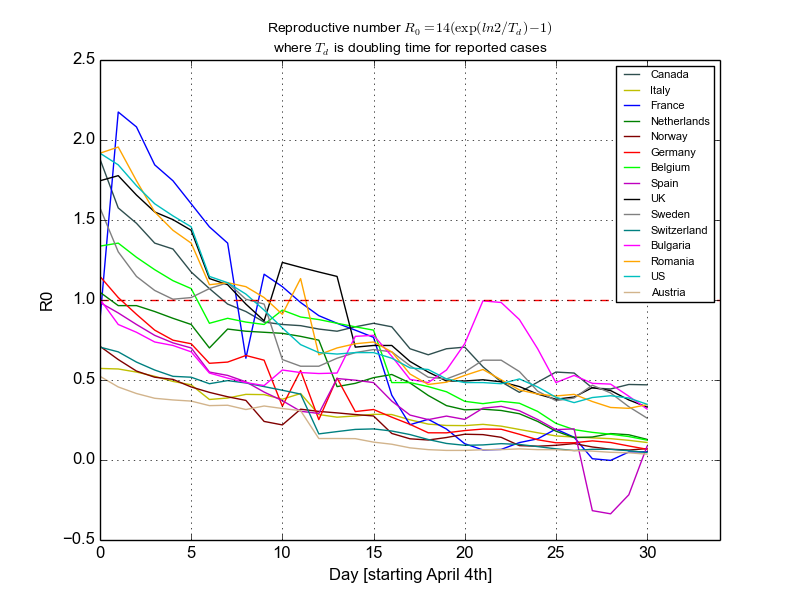 Reproductive number R₀ =14(exp(ln2/T_d)−1)
where T_d is doubling time for reported cases
2.5
2.0
1.5
1.0
0.5
0.0
−0.5
R0
Canada
Italy
France
Netherlands
Norway
Germany
Belgium
Spain
UK
Sweden
Switzerland
Bulgaria
Romania
US
Austria
0 5 10 15 20 25 30
Day [starting April 4th]